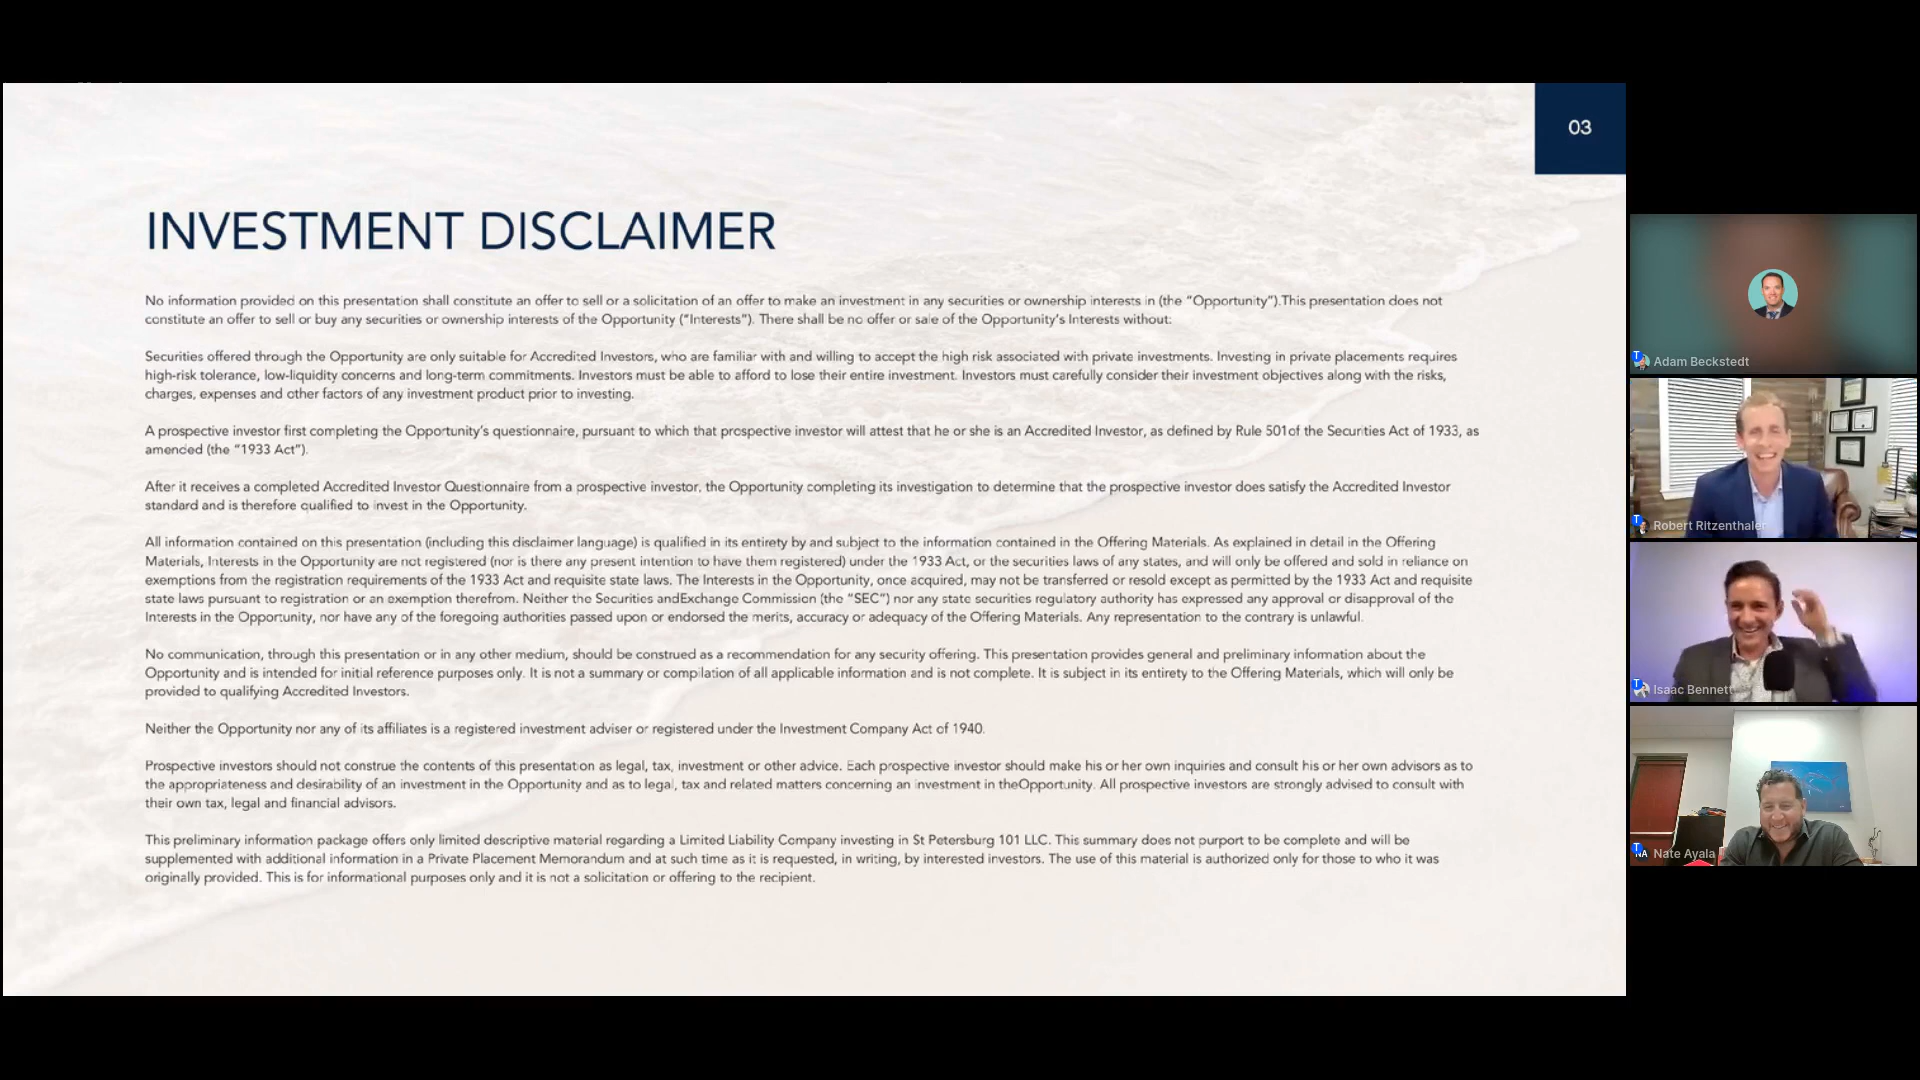 03
INVESTMENT DISCLAIMER
No information provided on this presentation shall constitute an offer to sell or a solicitation of an offer to make an investment in any securities or ownership interests in (the “Opportunity”).This presentation does not
constitute an offer to sell or buy any securities or ownership interests of the Opportunity (“Interests”). There shall be no offer or sale of the Opportunity’s Interests without:
Securities offered through the Opportunity are only suitable for Accredited Investors, who are familiar with and willing to accept the high risk associated with private investments. Investing in private placements requires
high-risk tolerance, low-liquidity concerns and long-term commitments. Investors must be able to afford to lose their entire investment. Investors must carefully consider their investment objectives along with the risks,
charges, expenses and other factors of any investment product prior to investing.
A prospective investor first completing the Opportunity’s questionnaire, pursuant to which that prospective investor will attest that he or she is an Accredited Investor, as defined by Rule 501of the Securities Act of 1933, as
amended (the “1933 Act”).
After it receives a completed Accredited Investor Questionnaire from a prospective investor, the Opportunity completing its investigation to determine that the prospective investor does satisfy the Accredited Investor
standard and is therefore qualified to invest in the Opportunity.
All information contained on this presentation (including this disclaimer language) is qualified in its entirety by and subject to the information contained in the Offering Materials. As explained in detail in the Offering
Materials, Interests in the Opportunity are not registered (nor is there any present intention to have them registered) under the 1933 Act, or the securities laws of any states, and will only be offered and sold in reliance on
exemptions from the registration requirements of the 1933 Act and requisite state laws. The Interests in the Opportunity, once acquired, may not be transferred or resold except as permitted by the 1933 Act and requisite
state laws pursuant to registration or an exemption therefrom. Neither the Securities andExchange Commission (the “SEC”) nor any state securities regulatory authority has expressed any approval or disapproval of the
Interests in the Opportunity, nor have any of the foregoing authorities passed upon or endorsed the merits, accuracy or adequacy of the Offering Materials. Any representation to the contrary is unlawful.
No communication, through this presentation or in any other medium, should be construed as a recommendation for any security offering. This presentation provides general and preliminary information about the
Opportunity and is intended for initial reference purposes only. It is not a summary or compilation of all applicable information and is not complete. It is subject in its entirety to the Offering Materials, which will only be
provided to qualifying Accredited Investors.
Neither the Opportunity nor any of its affiliates is a registered investment adviser or registered under the Investment Company Act of 1940.
Prospective investors should not construe the contents of this presentation as legal, tax, investment or other advice. Each prospective investor should make his or her own inquiries and consult his or her own advisors as to
the appropriateness and desirability of an investment in the Opportunity and as to legal, tax and related matters concerning an investment in theOpportunity. All prospective investors are strongly advised to consult with
their own tax, legal and financial advisors.
This preliminary information package offers only limited descriptive material regarding a Limited Liability Company investing in St Petersburg 101 LLC. This summary does not purport to be complete and will be
supplemented with additional information in a Private Placement Memorandum and at such time as it is requested, in writing, by interested investors. The use of this material is authorized only for those to who it was
originally provided. This is for informational purposes only and it is not a solicitation or offering to the recipient.
T Adam Beckstedt
T Robert Ritzenthaler
T Isaac Bennett
T NA Nate Ayala